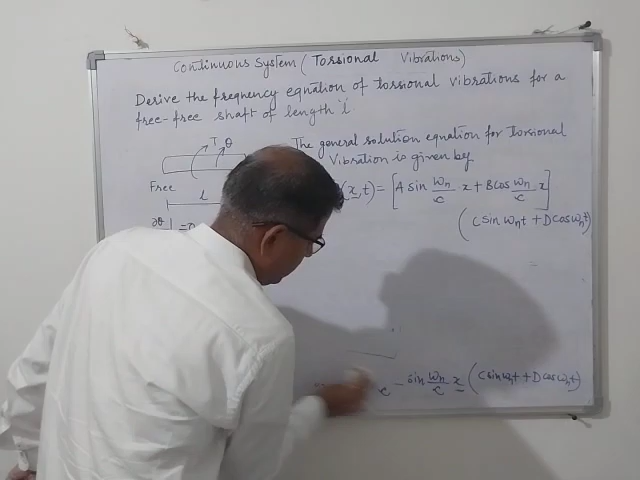 Continuous System (Torsional Vibrations)
Derive the frequency equation of torsional vibrations for a
free-free shaft of length 'l'
T θ
The general solution equation for torsional
Vibration is given by
Free
(x, t) = [A sin ωn/c x + B cos ωn/c x]
(C sin ωnt + D cos ωnt)
L
∂θ
c - sin ωn/c x (C sin ωnt + D cos ωnt)